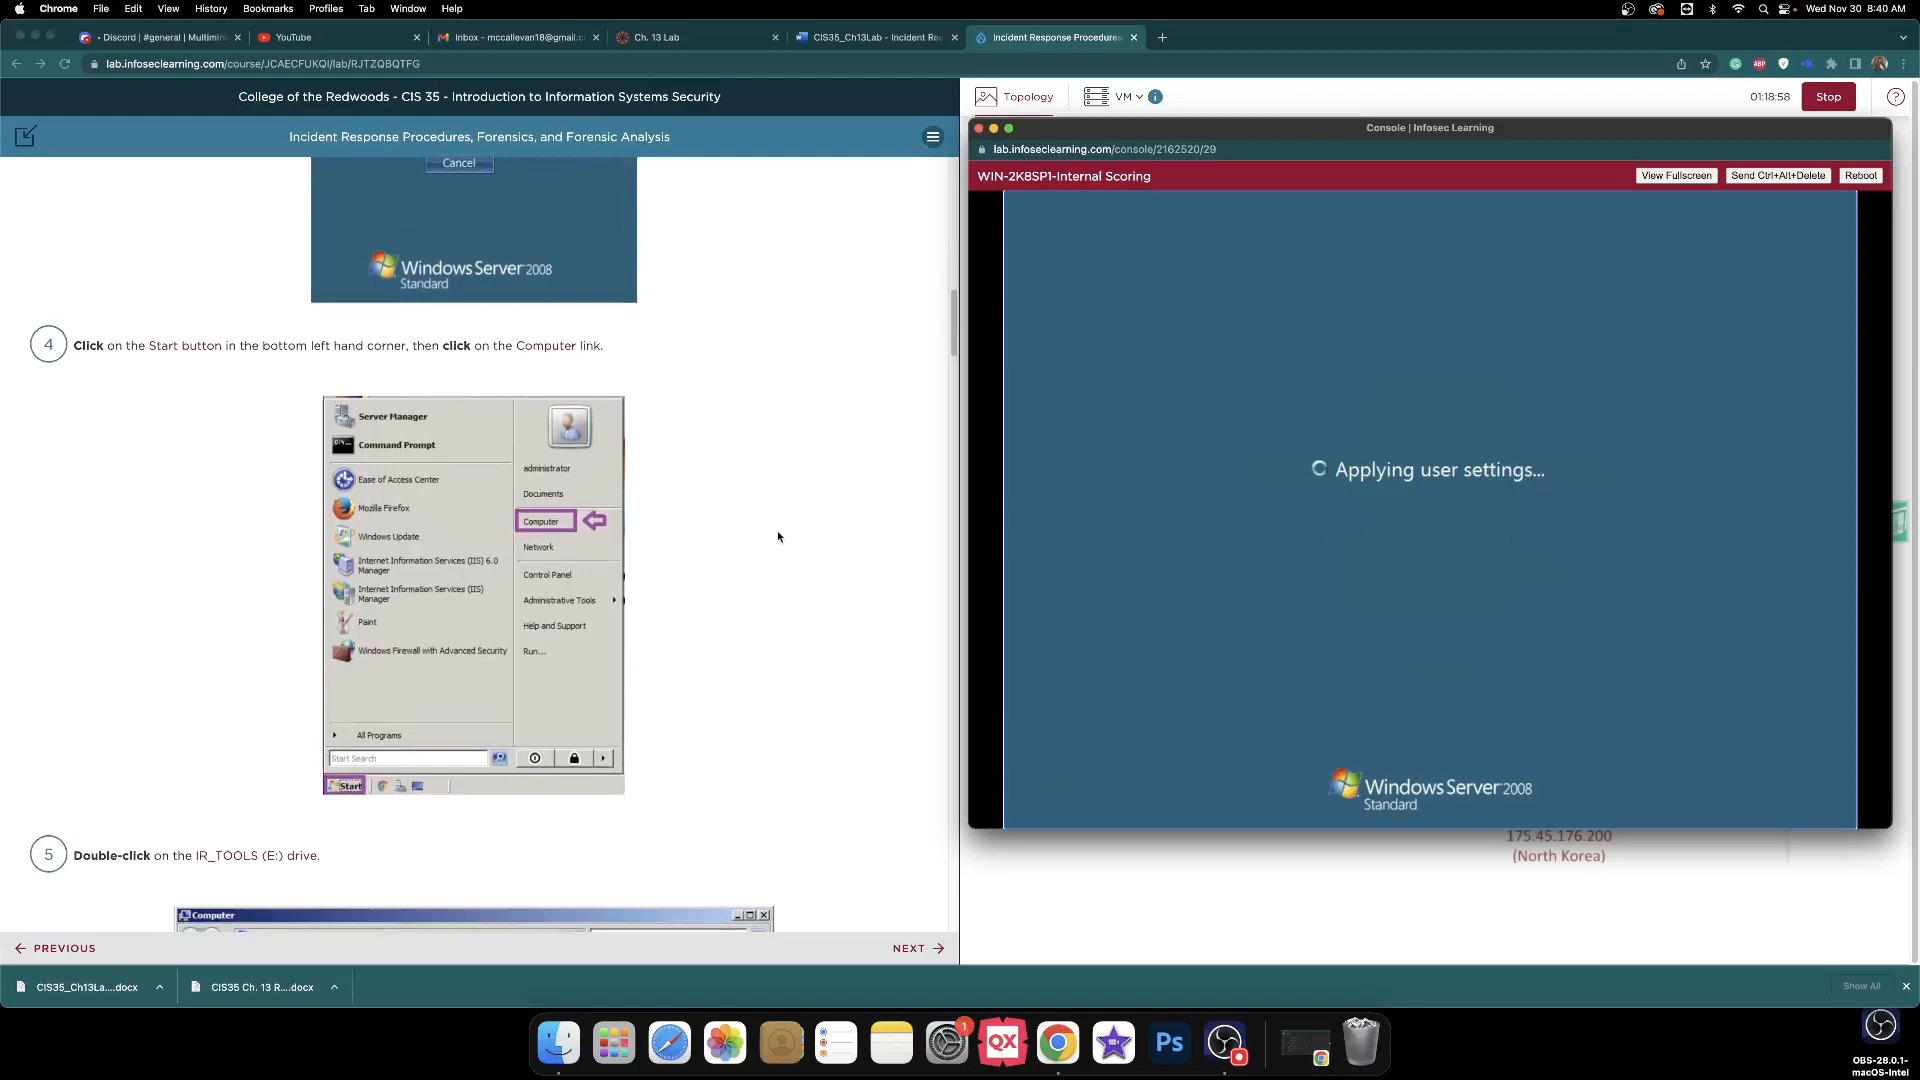 Chrome File Edit View History Bookmarks Profiles Tab Window Help
Wed Nov 30 8:40 AM
• Discord | #general | Multimin
YouTube
Inbox - mccallevan18@gmail.c
Ch. 13 Lab
CIS35_Ch13Lab - Incident Re
Incident Response Procedures
lab.infoseclearning.com/course/JCAECFUKQI/lab/RJTZQBQTFG
College of the Redwoods - CIS 35 - Introduction to Information Systems Security
Incident Response Procedures, Forensics, and Forensic Analysis
Cancel
Windows Server 2008
Standard
4
Click on the Start button in the bottom left hand corner, then click on the Computer link.
Server Manager
Command Prompt
Ease of Access Center
Mozilla Firefox
Windows Update
Internet Information Services (IIS) 6.0
Manager
Internet Information Services (IIS)
Manager
Paint
Windows Firewall with Advanced Security
All Programs
Start Search
Start
administrator
Documents
Computer
Network
Control Panel
Administrative Tools
Help and Support
Run...
5
Double-click on the IR_TOOLS (E:) drive.
Computer
PREVIOUS
NEXT
Topology
VM
01:18:58
Stop
Console | Infosec Learning
lab.infoseclearning.com/console/2162520/29
WIN-2K8SP1-Internal Scoring
View Fullscreen
Send Ctrl+Alt+Delete
Reboot
Applying user settings...
Windows Server 2008
Standard
175.45.176.200
(North Korea)
CIS35_Ch13La....docx
CIS35 Ch. 13 R....docx
Show All
1
QX
Ps
OBS-28.0.1-
macOS-Intel